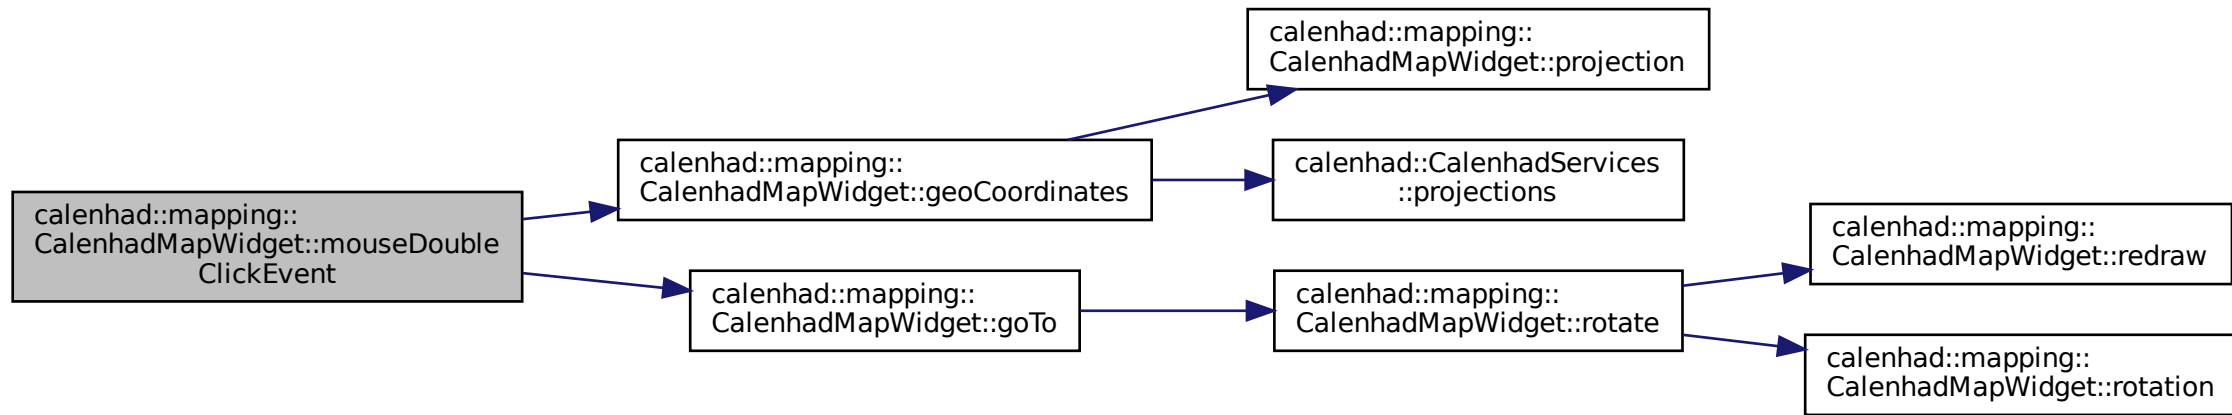 calenhad::mapping::
CalenhadMapWidget::mouseDouble
ClickEvent
calenhad::mapping::
CalenhadMapWidget::geoCoordinates
calenhad::mapping::
CalenhadMapWidget::projection
calenhad::CalenhadServices
::projections
calenhad::mapping::
CalenhadMapWidget::goTo
calenhad::mapping::
CalenhadMapWidget::rotate
calenhad::mapping::
CalenhadMapWidget::redraw
calenhad::mapping::
CalenhadMapWidget::rotation